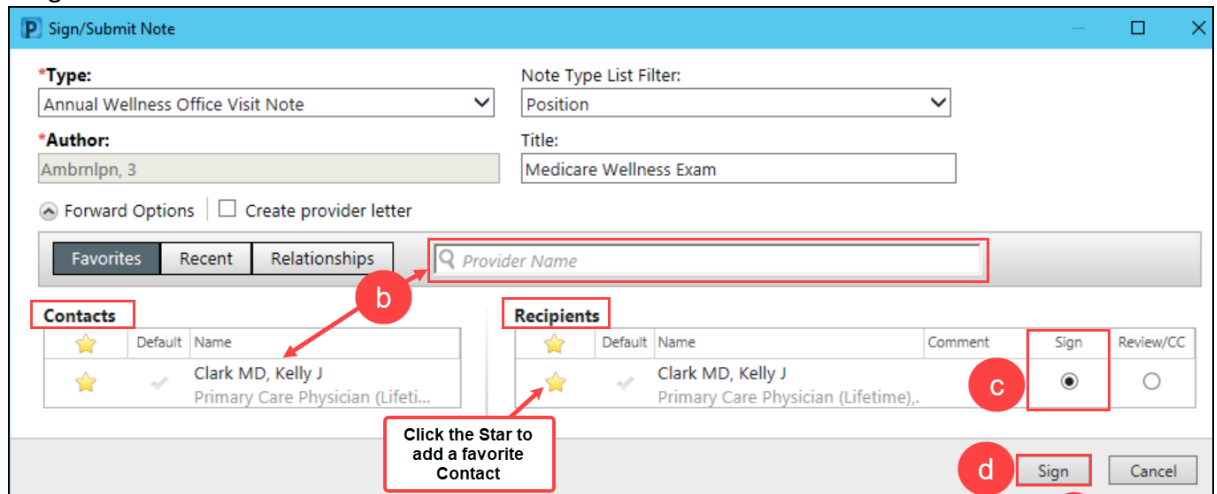 Sign/Submit Note
*Type:
Note Type List Filter:
Annual Wellness Office Visit Note
Position
*Author:
Title:
Ambrnlpn, 3
Medicare Wellness Exam
Forward Options
Create provider letter
Favorites
Recent
Relationships
Provider Name
b
Contacts
Default Name
Clark MD, Kelly J
Primary Care Physician (Lifeti...
Recipients
Default Name Comment Sign Review/CC
Clark MD, Kelly J
Primary Care Physician (Lifetime),.
c
Click the Star to
add a favorite
Contact
d
Sign
Cancel